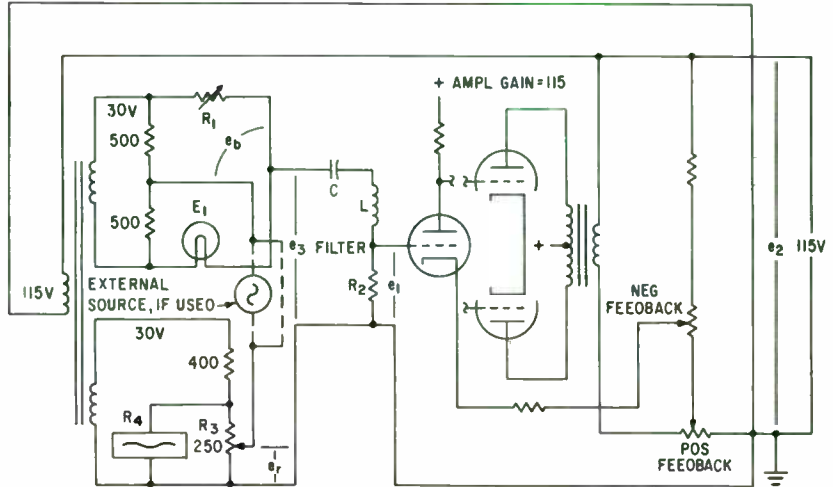 + AMPL GAIN=115
30V
R1
500
eb
C
500
E1
L
e3 FILTER
+
e2
115V
R2
e1
115V
EXTERNAL
SOURCE, IF USEO
NEG
FEEOBACK
30V
400
R4
R3
250
er
POS
FEEOBACK